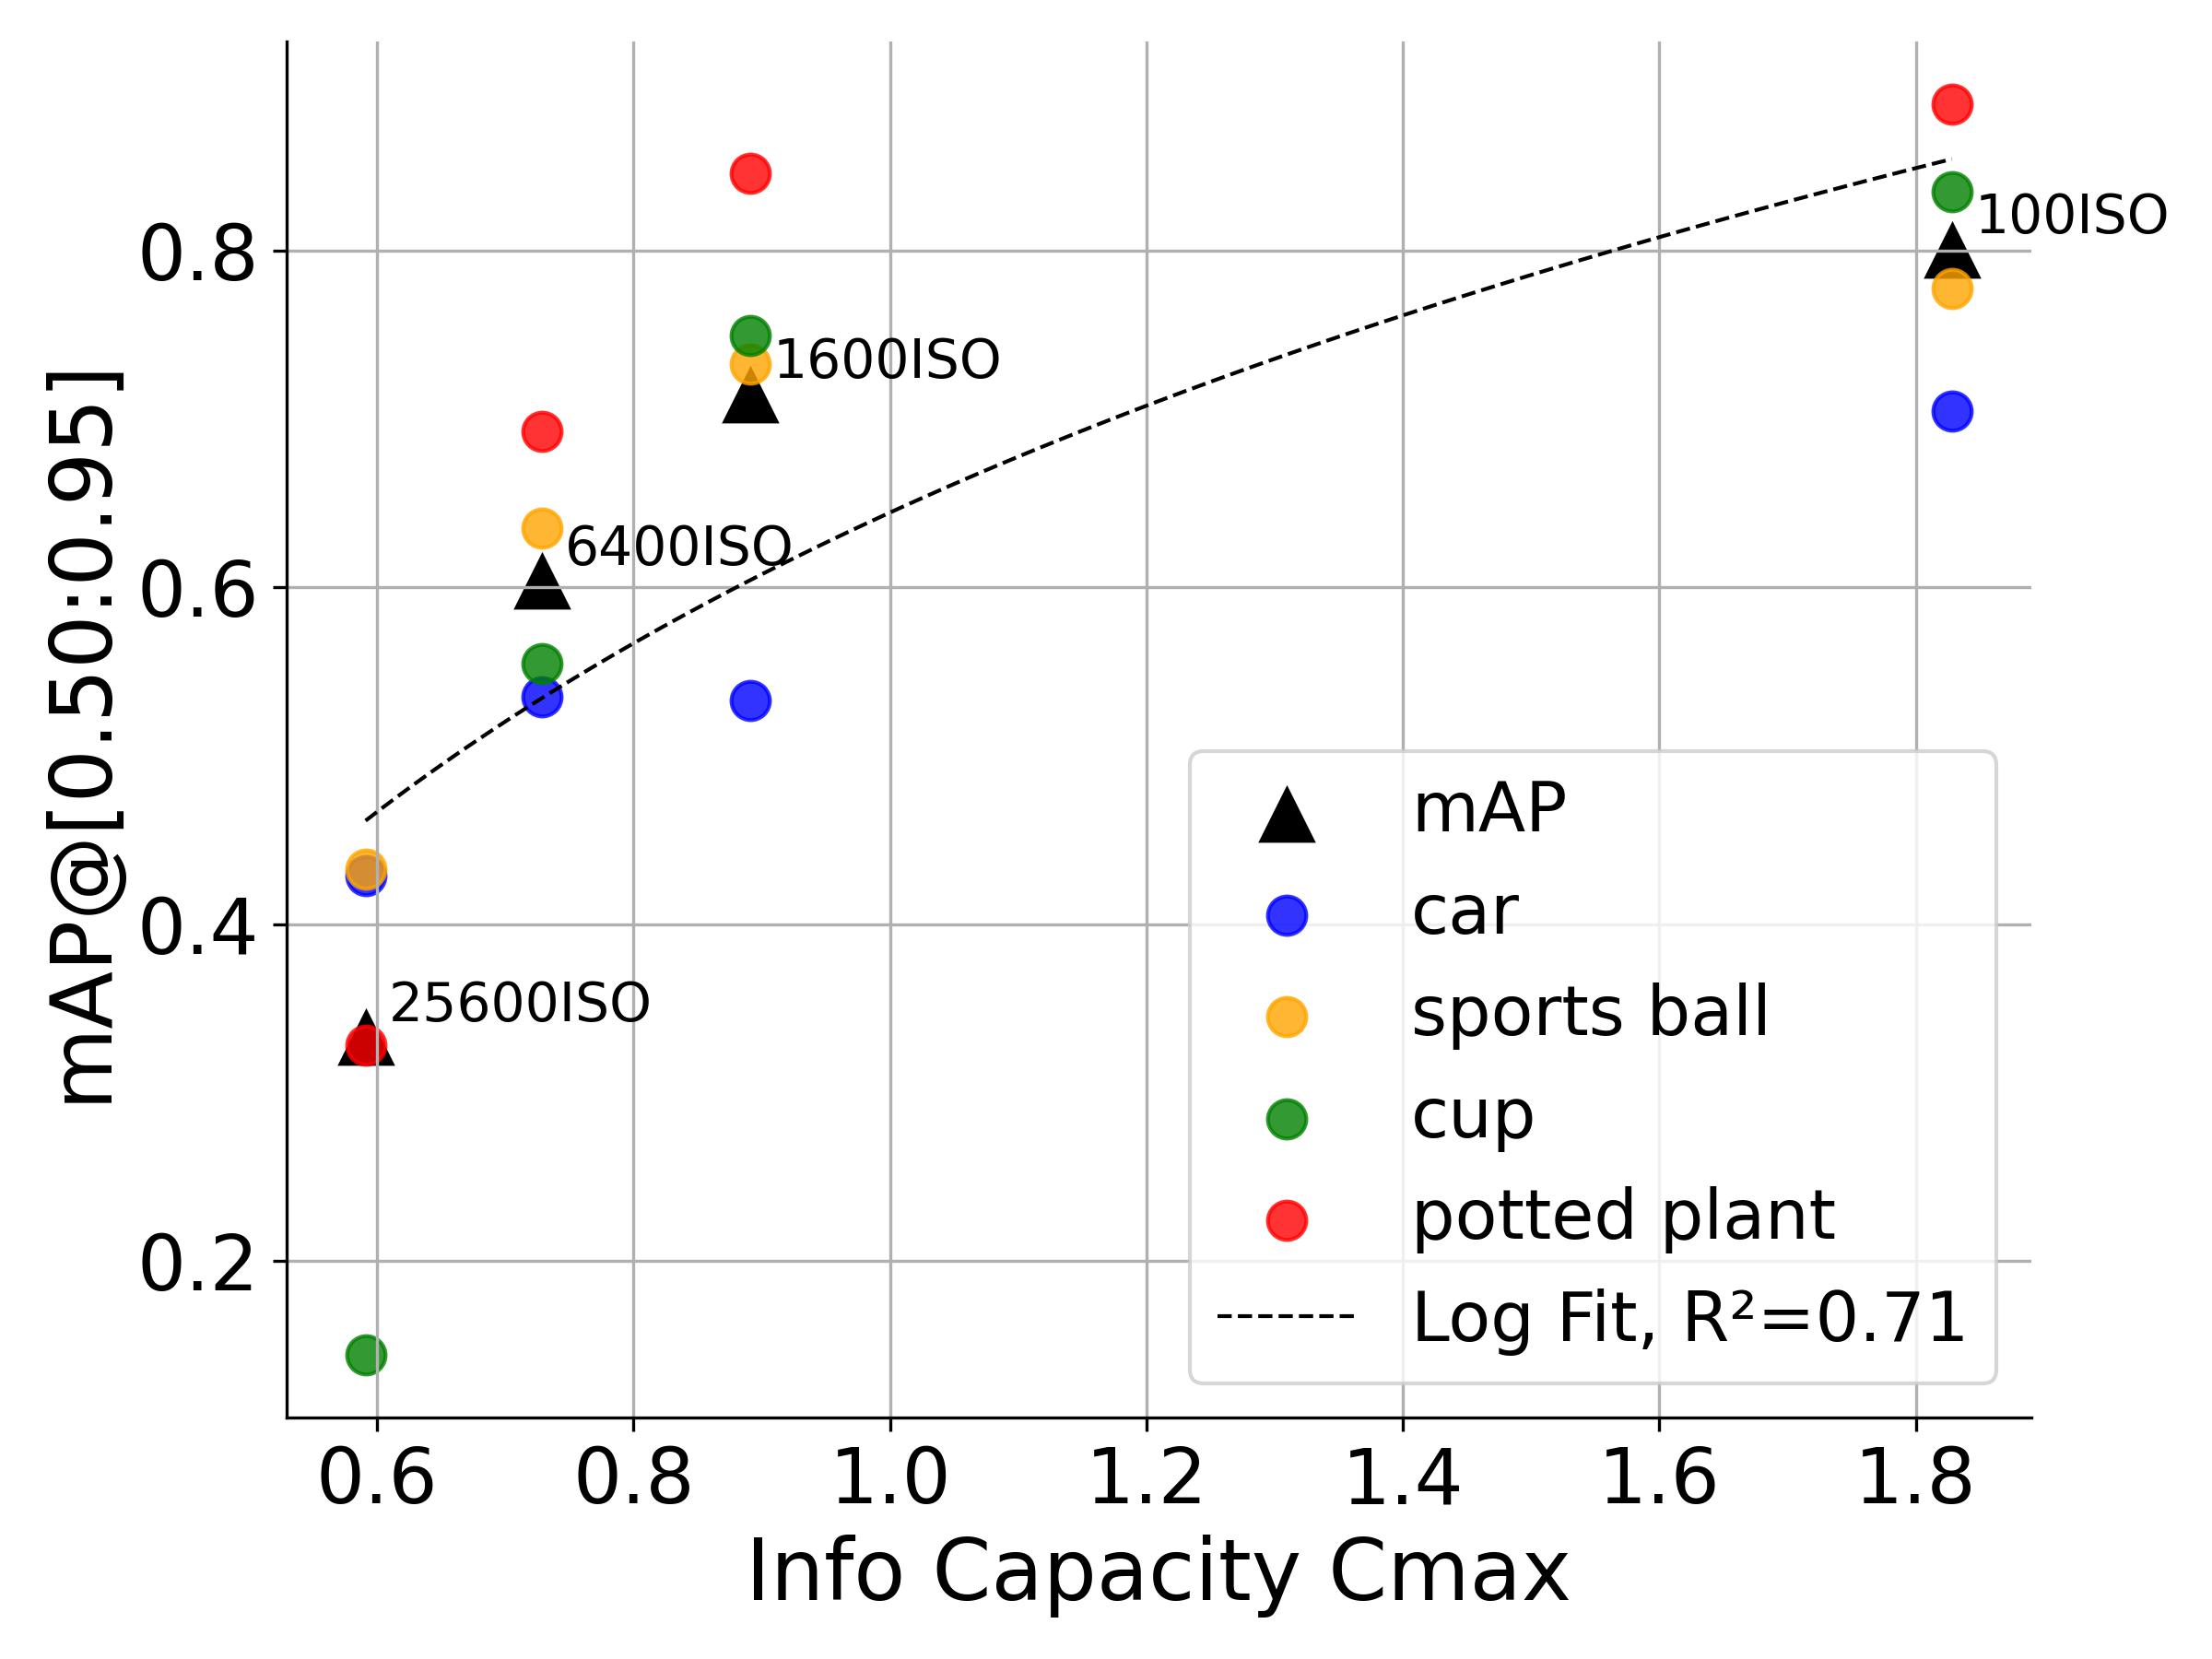 mAP@[0.50:0.95]
0.8
0.6
0.4
0.2
100ISO
1600ISO
6400ISO
25600ISO
mAP
car
sports ball
cup
potted plant
Log Fit, R²=0.71
0.6 0.8 1.0 1.2 1.4 1.6 1.8
Info Capacity Cmax